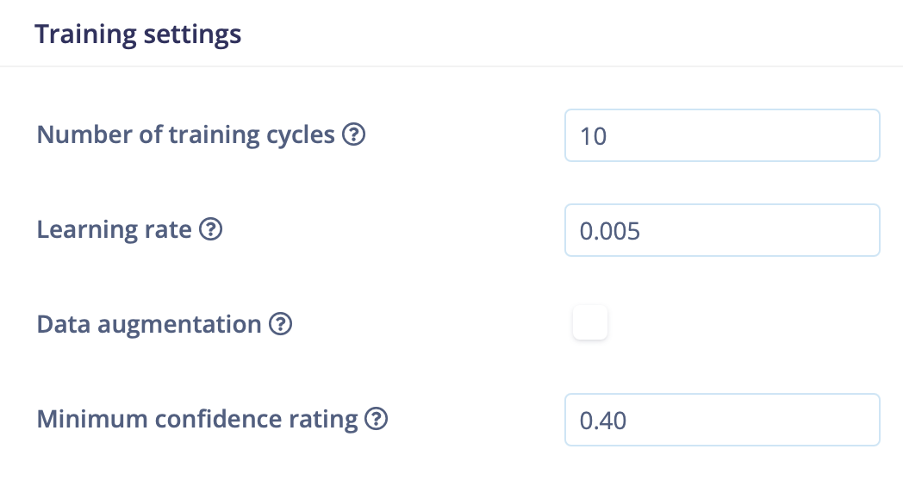 Training settings
Number of training cycles ? 10
Learning rate ? 0.005
Data augmentation ?
Minimum confidence rating ? 0.40